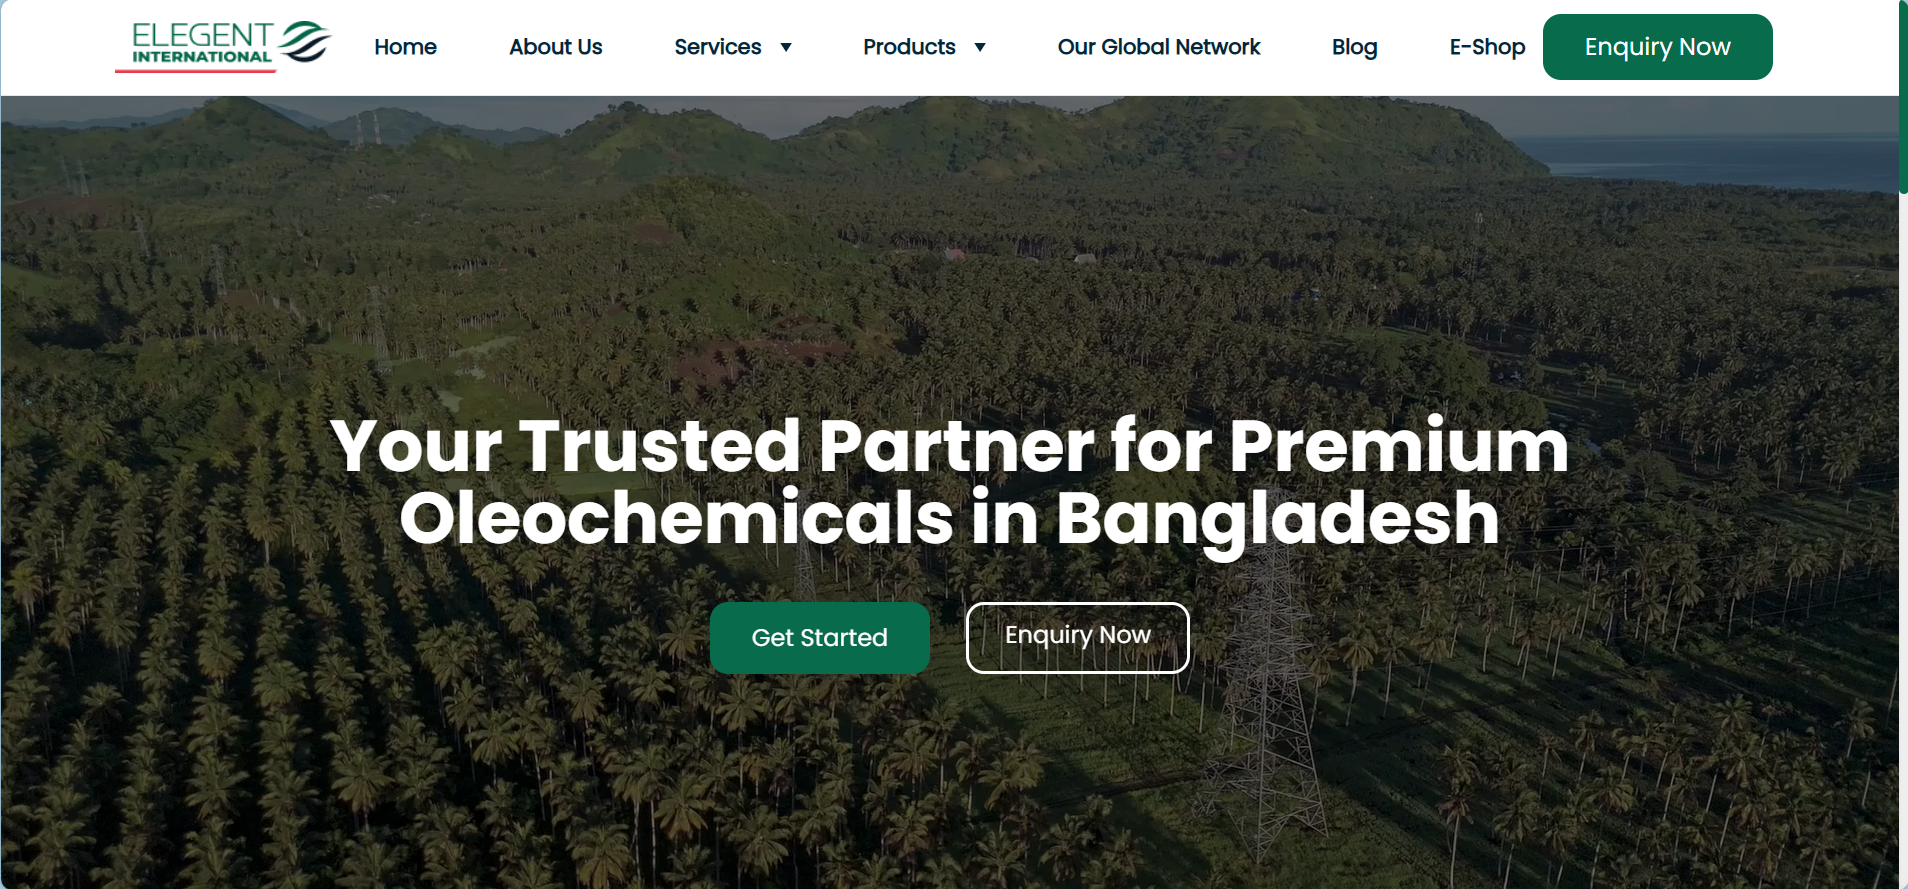 ELEGENT
INTERNATIONAL
Home
About Us
Services
Products
Our Global Network
Blog
E-Shop
Enquiry Now
Your Trusted Partner for Premium
Oleochemicals in Bangladesh
Get Started
Enquiry Now